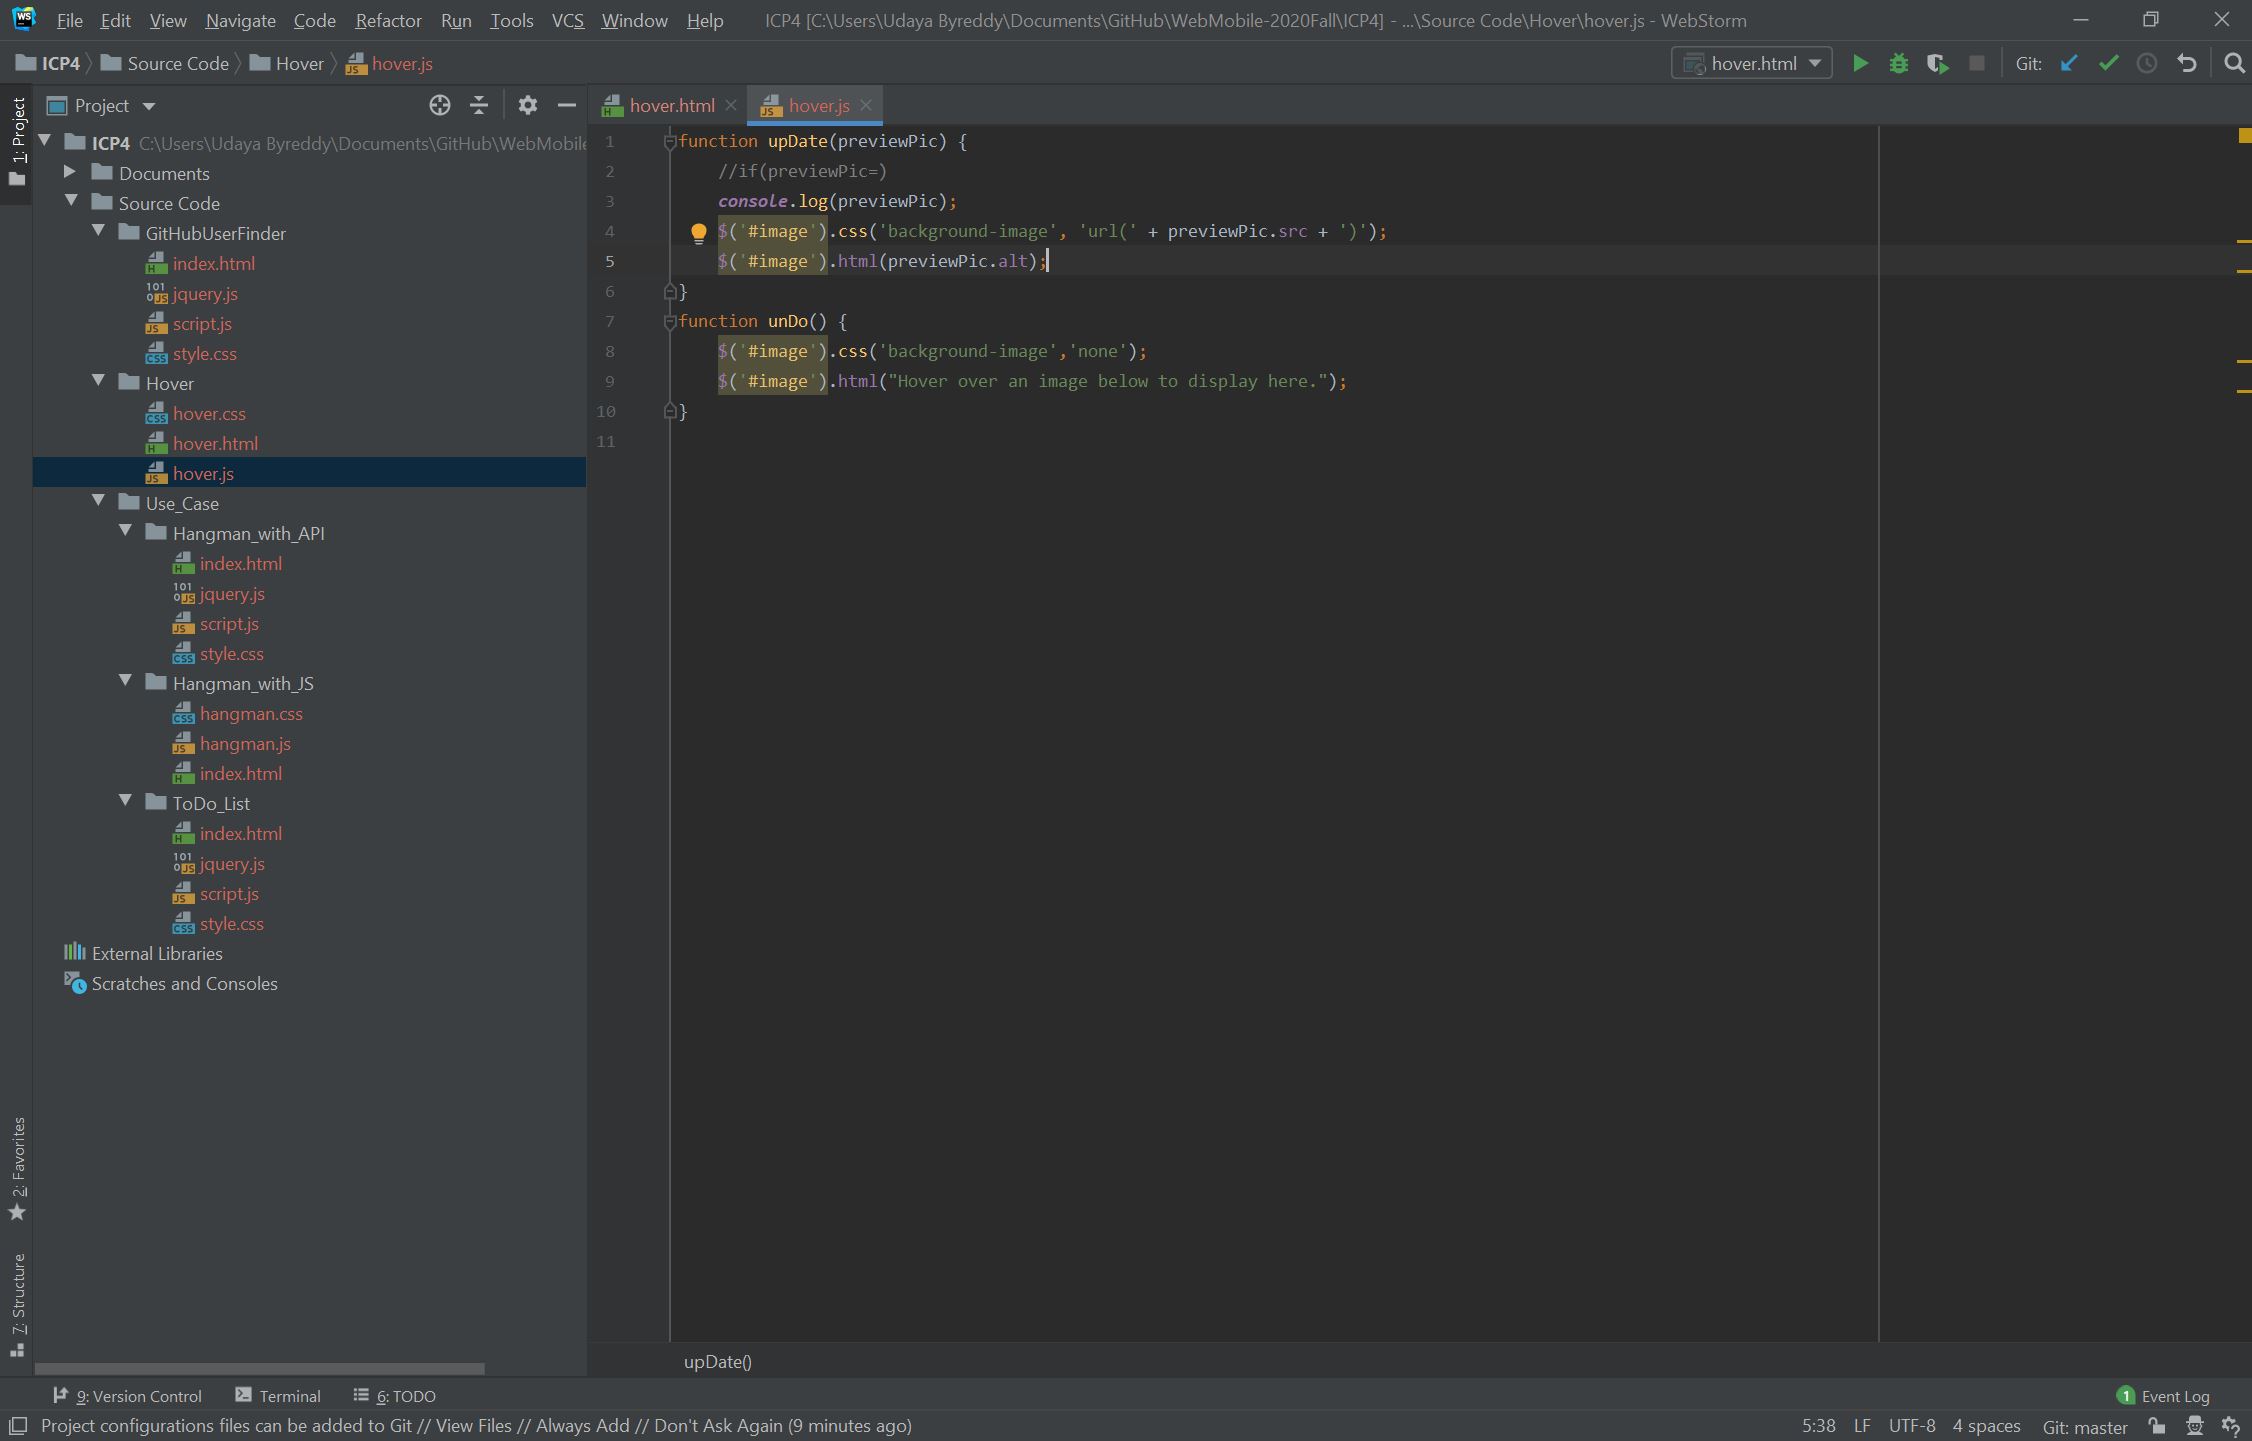 File Edit View Navigate Code Refactor Run Tools VCS Window Help ICP4 [C:\Users\Udaya Byreddy\Documents\GitHub\WebMobile-2020Fall\ICP4] - ...\Source Code\Hover\hover.js - WebStorm
ICP4 Source Code Hover hover.js hover.html Git:
1: Project
Project
hover.html hover.js
ICP4 C:\Users\Udaya Byreddy\Documents\GitHub\WebMobile
Documents
Source Code
GitHubUserFinder
index.html
jquery.js
script.js
style.css
Hover
hover.css
hover.html
hover.js
Use_Case
Hangman_with_API
index.html
jquery.js
script.js
style.css
Hangman_with_JS
hangman.css
hangman.js
index.html
ToDo_List
index.html
jquery.js
script.js
style.css
External Libraries
Scratches and Consoles
1 function upDate(previewPic) {
2 //if(previewPic=)
3 console.log(previewPic);
4 $('#image').css('background-image', 'url(' + previewPic.src + ')');
5 $('#image').html(previewPic.alt);
6 }
7 function unDo() {
8 $('#image').css('background-image','none');
9 $('#image').html("Hover over an image below to display here.");
10 }
11
2: Favorites
7: Structure
upDate()
9: Version Control Terminal 6: TODO 1 Event Log
Project configurations files can be added to Git // View Files // Always Add // Don't Ask Again (9 minutes ago) 5:38 LF UTF-8 4 spaces Git: master